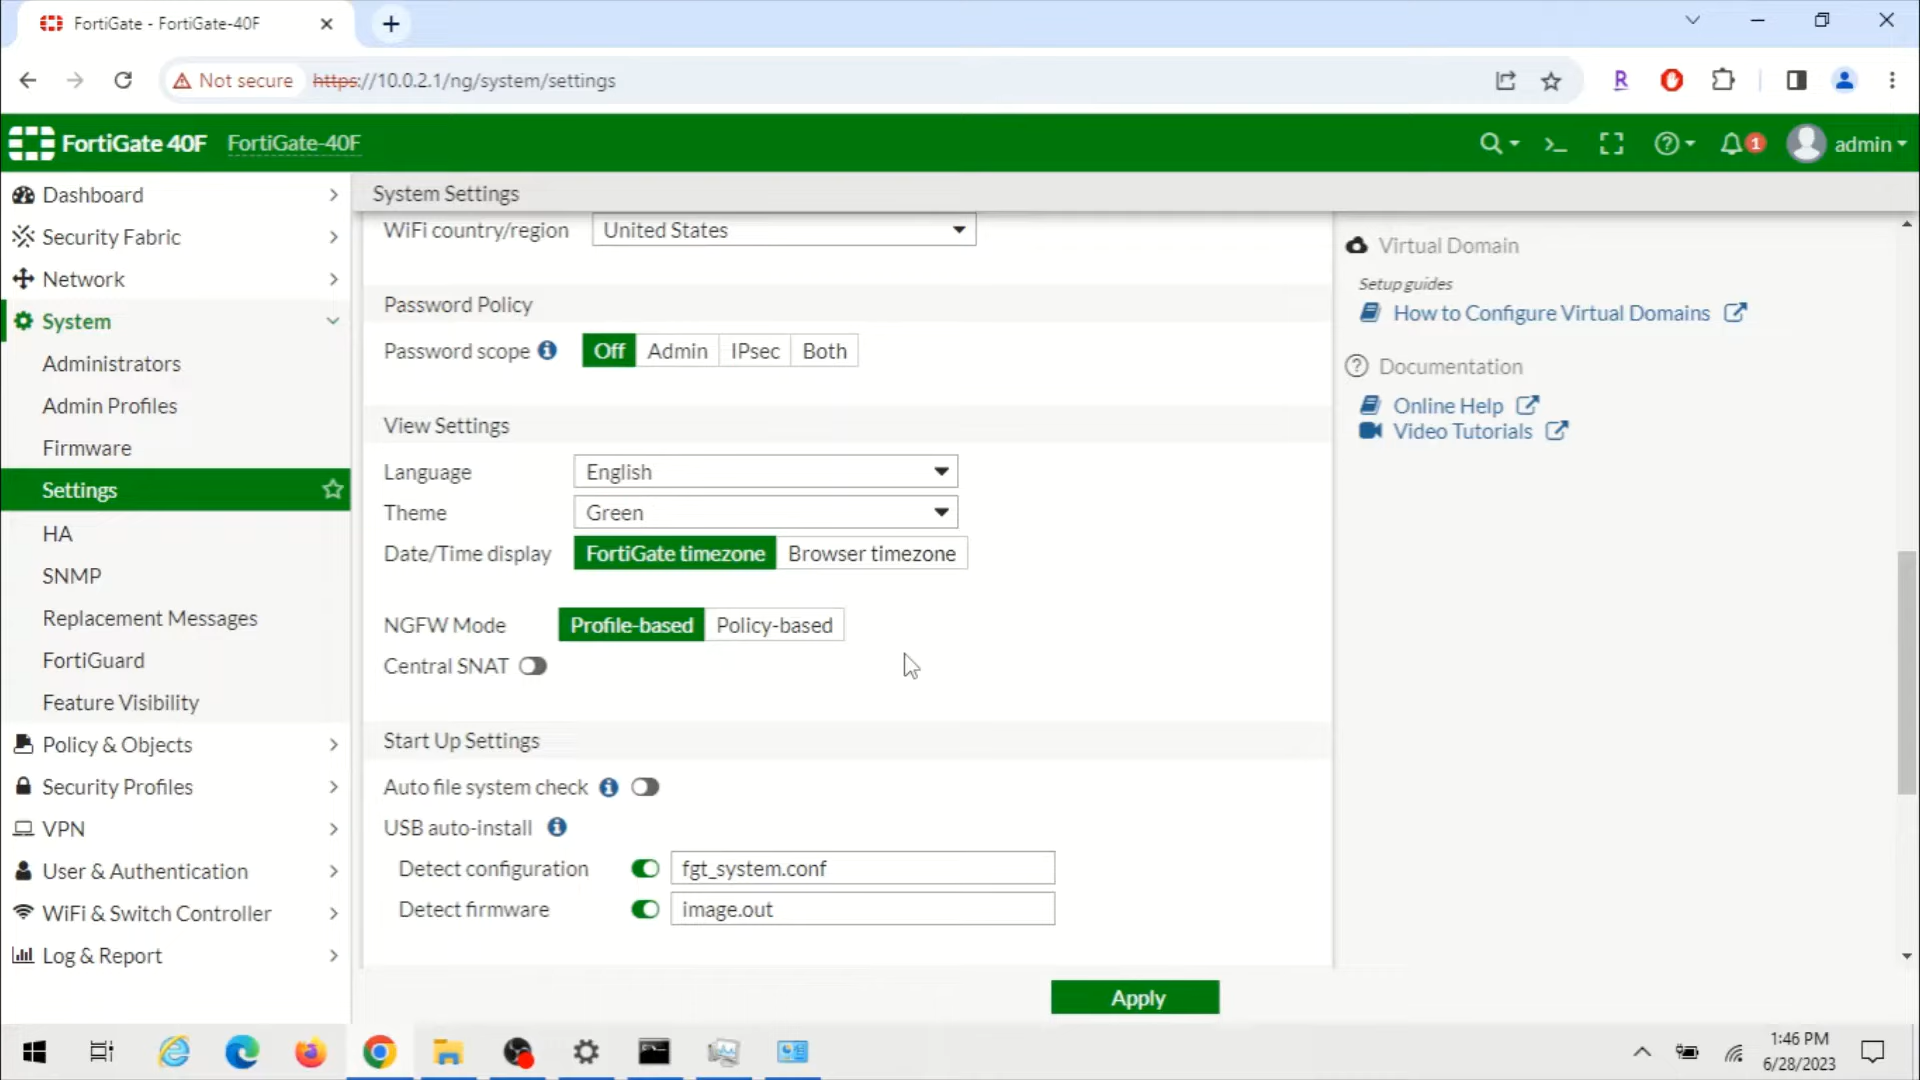 FortiGate - FortiGate-40F
Not secure https://10.0.2.1/ng/system/settings
R
FortiGate 40F FortiGate-40F
1 admin
Dashboard
Security Fabric
Network
System
Administrators
Admin Profiles
Firmware
Settings
HA
SNMP
Replacement Messages
FortiGuard
Feature Visibility
Policy & Objects
Security Profiles
VPN
User & Authentication
WiFi & Switch Controller
Log & Report
System Settings
WiFi country/region United States
Password Policy
Password scope Off Admin IPsec Both
View Settings
Language English
Theme Green
Date/Time display FortiGate timezone Browser timezone
NGFW Mode Profile-based Policy-based
Central SNAT
Start Up Settings
Auto file system check
USB auto-install
Detect configuration fgt_system.conf
Detect firmware image.out
Apply
Virtual Domain
Setup guides
How to Configure Virtual Domains
Documentation
Online Help
Video Tutorials
1:46 PM
6/28/2023